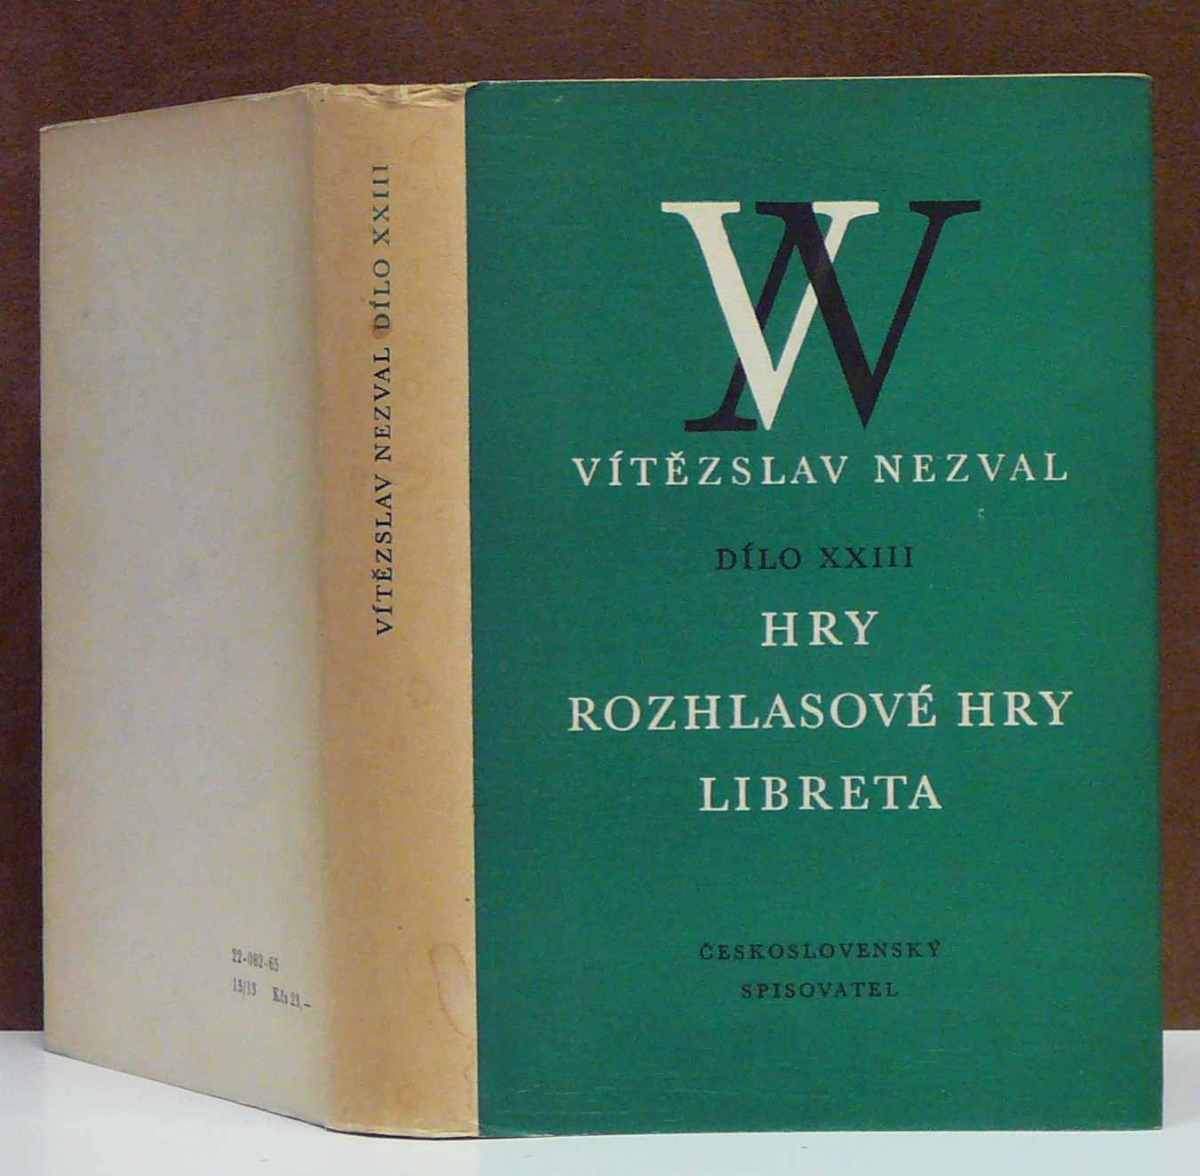 VN
VÍTĚZSLAV NEZVAL
DÍLO XXIII
HRY
ROZHLASOVÉ HRY
LIBRETA
ČESKOSLOVENSKÝ
SPISOVATEL
VÍTĚZSLAV NEZVAL DÍLO XXIII
22-082-65
13/13 Kčs 23,—